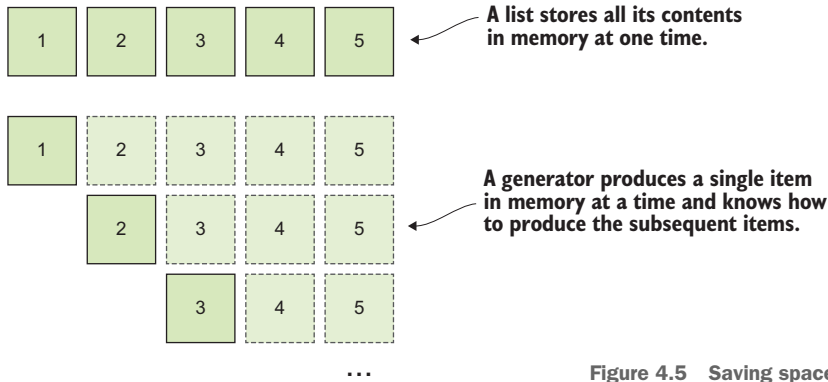 1 2 3 4 5
A list stores all its contents
in memory at one time.
1 2 3 4 5
A generator produces a single item
in memory at a time and knows how
to produce the subsequent items.
2 3 4 5
3 4 5
...
Figure 4.5 Saving space